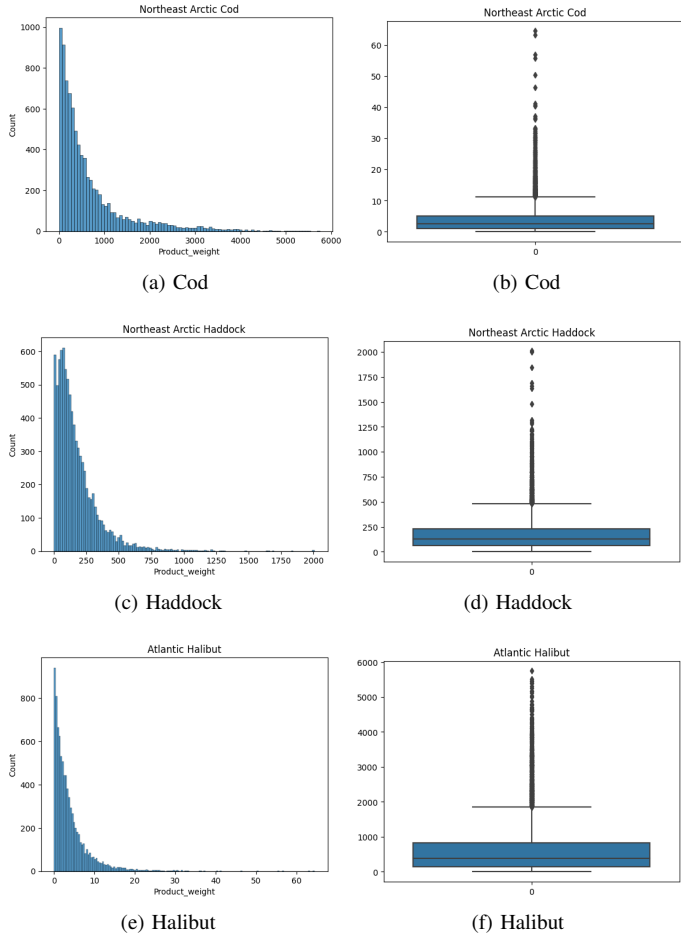 Northeast Arctic Cod
1000
800
600
400
200
0
Count
0 1000 2000 3000 4000 5000 6000
Product_weight
(a) Cod
Northeast Arctic Cod
60
50
40
30
20
10
0
0
(b) Cod
Northeast Arctic Haddock
600
500
400
300
200
100
0
Count
0 250 500 750 1000 1250 1500 1750 2000
Product_weight
(c) Haddock
Northeast Arctic Haddock
2000
1750
1500
1250
1000
750
500
250
0
0
(d) Haddock
Atlantic Halibut
800
600
400
200
0
Count
0 10 20 30 40 50 60
Product_weight
(e) Halibut
Atlantic Halibut
6000
5000
4000
3000
2000
1000
0
0
(f) Halibut